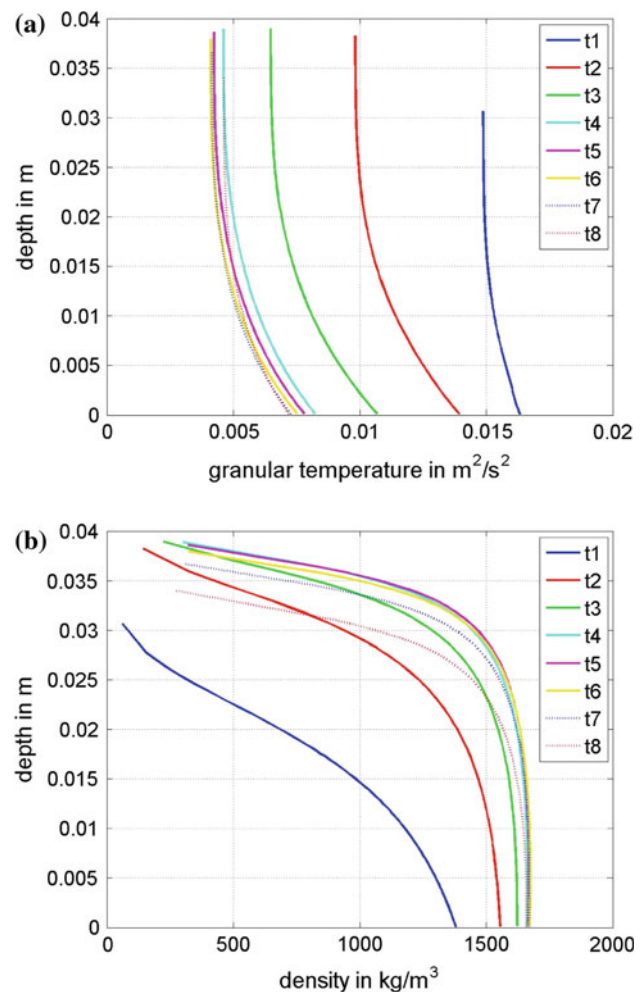 (a)
0.04
0.035
0.03
0.025
0.02
0.015
0.01
0.005
0
depth in m
t1
t2
t3
t4
t5
t6
t7
t8
0 0.005 0.01 0.015 0.02
granular temperature in m²/s²
(b)
0.04
0.035
0.03
0.025
0.02
0.015
0.01
0.005
0
depth in m
t1
t2
t3
t4
t5
t6
t7
t8
0 500 1000 1500 2000
density in kg/m³